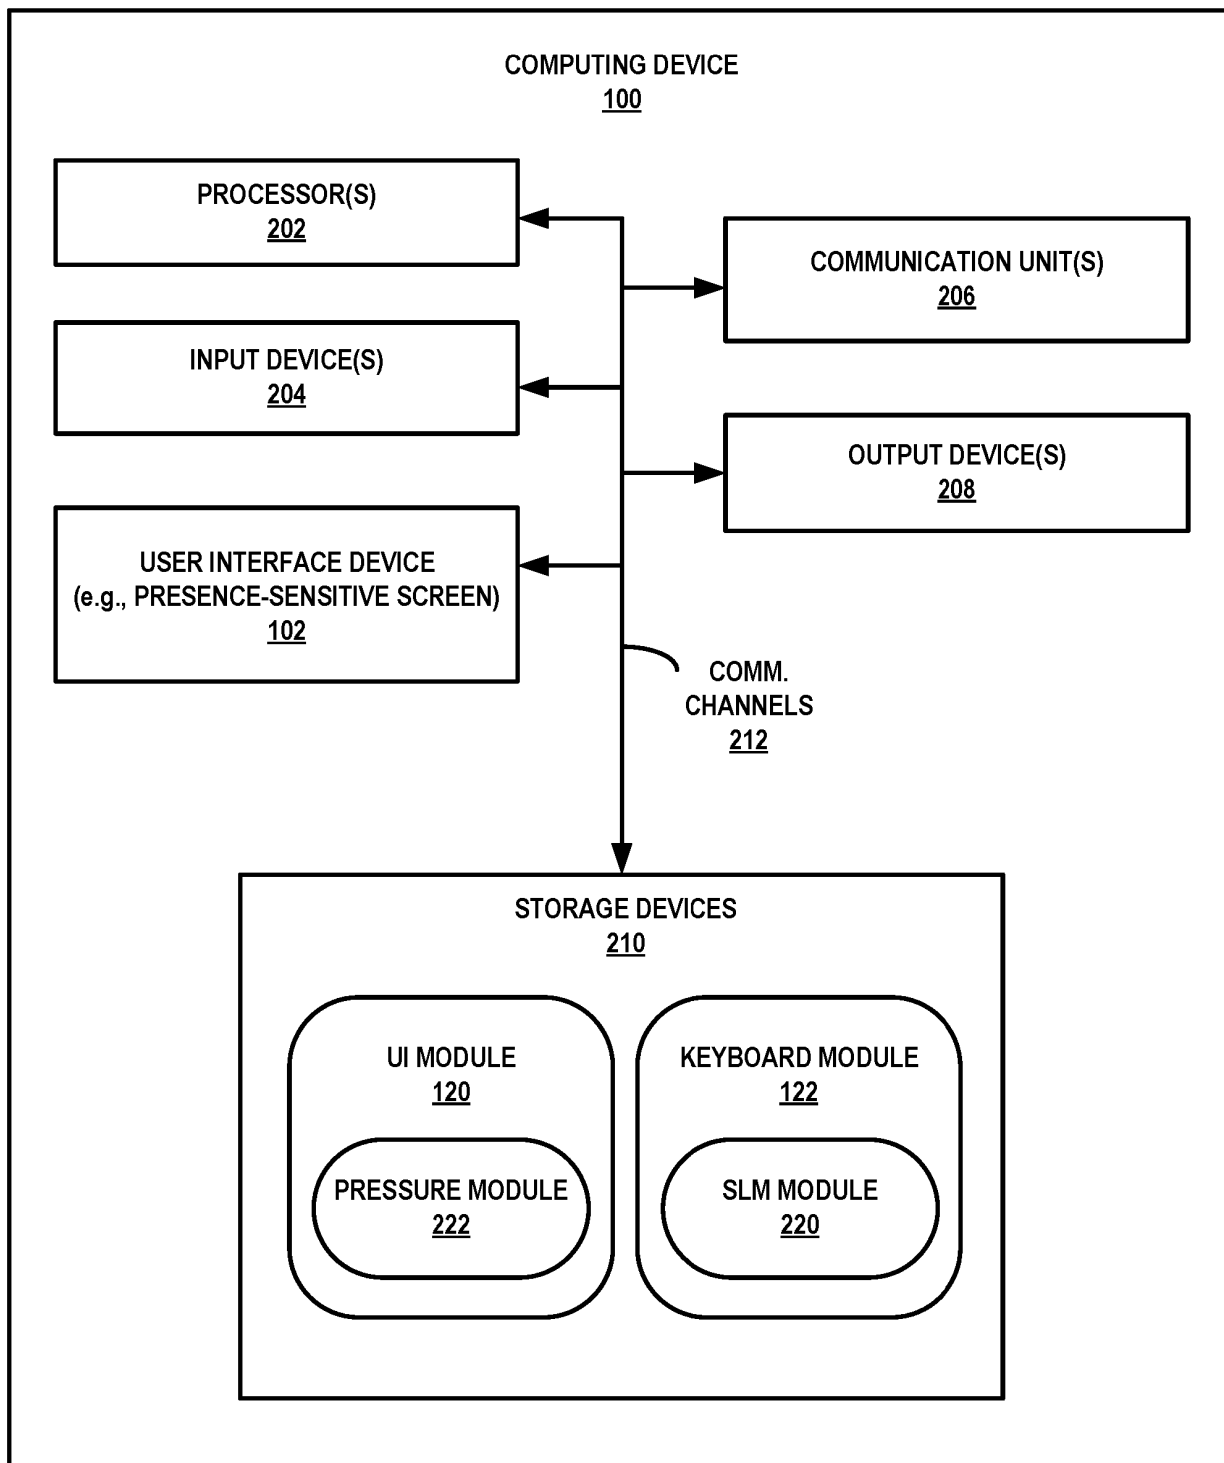 COMPUTING DEVICE
100
PROCESSOR(S)
202
COMMUNICATION UNIT(S)
206
INPUT DEVICE(S)
204
OUTPUT DEVICE(S)
208
USER INTERFACE DEVICE
(e.g., PRESENCE-SENSITIVE SCREEN)
102
COMM.
CHANNELS
212
STORAGE DEVICES
210
UI MODULE
120
PRESSURE MODULE
222
KEYBOARD MODULE
122
SLM MODULE
220